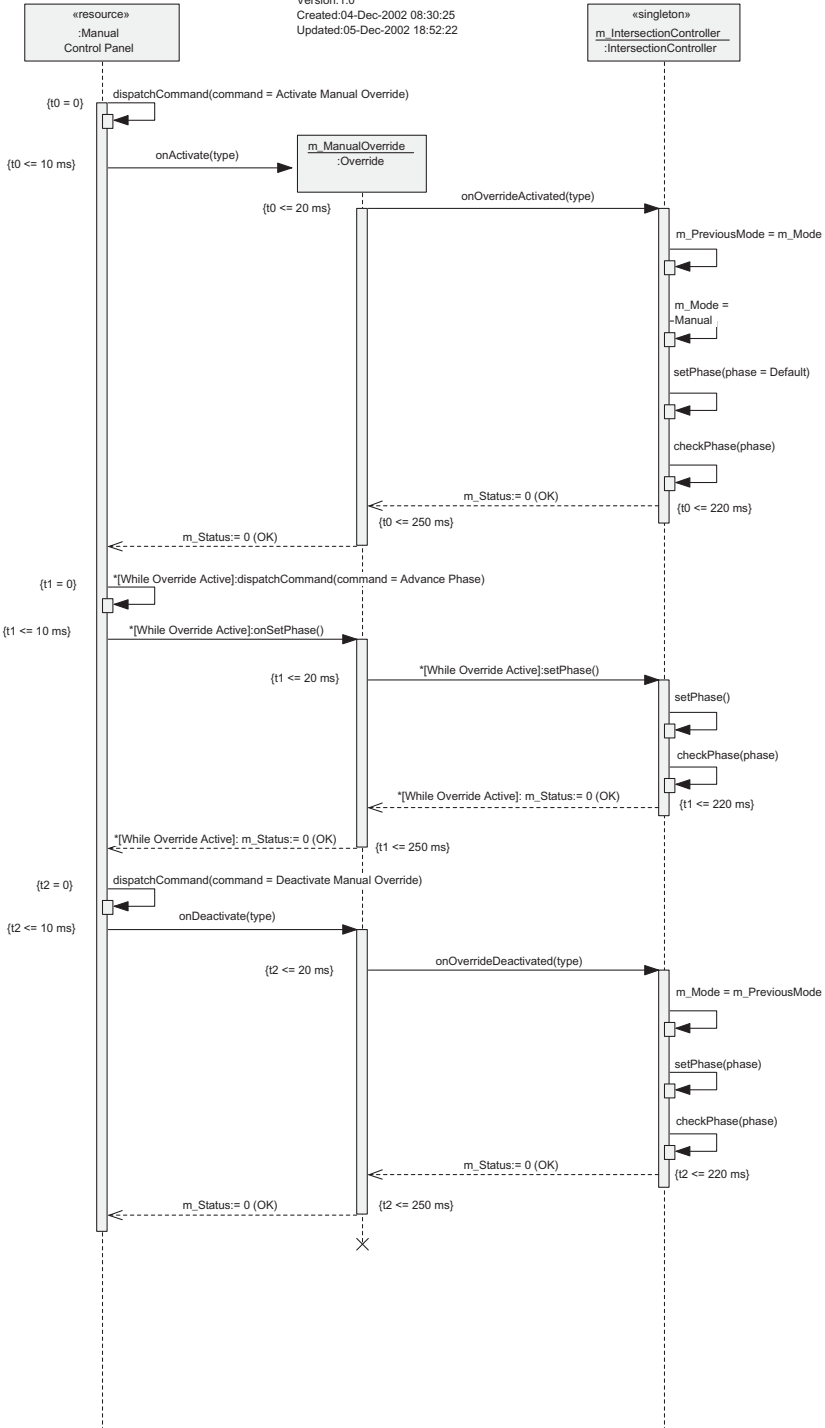 Version:1.0
Created:04-Dec-2002 08:30:25
Updated:05-Dec-2002 18:52:22
«resource»
:Manual
Control Panel
«singleton»
m_IntersectionController
:IntersectionController
dispatchCommand(command = Activate Manual Override)
{t0 = 0}
m_ManualOverride
:Override
onActivate(type)
{t0 <= 10 ms}
onOverrideActivated(type)
{t0 <= 20 ms}
m_PreviousMode = m_Mode
m_Mode =
Manual
setPhase(phase = Default)
checkPhase(phase)
m_Status:= 0 (OK)
{t0 <= 220 ms}
{t0 <= 250 ms}
m_Status:= 0 (OK)
{t1 = 0}
*[While Override Active]:dispatchCommand(command = Advance Phase)
{t1 <= 10 ms}
*[While Override Active]:onSetPhase()
*[While Override Active]:setPhase()
{t1 <= 20 ms}
setPhase()
checkPhase(phase)
*[While Override Active]: m_Status:= 0 (OK)
{t1 <= 220 ms}
*[While Override Active]: m_Status:= 0 (OK)
{t1 <= 250 ms}
dispatchCommand(command = Deactivate Manual Override)
{t2 = 0}
onDeactivate(type)
{t2 <= 10 ms}
onOverrideDeactivated(type)
{t2 <= 20 ms}
m_Mode = m_PreviousMode
setPhase(phase)
checkPhase(phase)
m_Status:= 0 (OK)
{t2 <= 220 ms}
m_Status:= 0 (OK)
{t2 <= 250 ms}